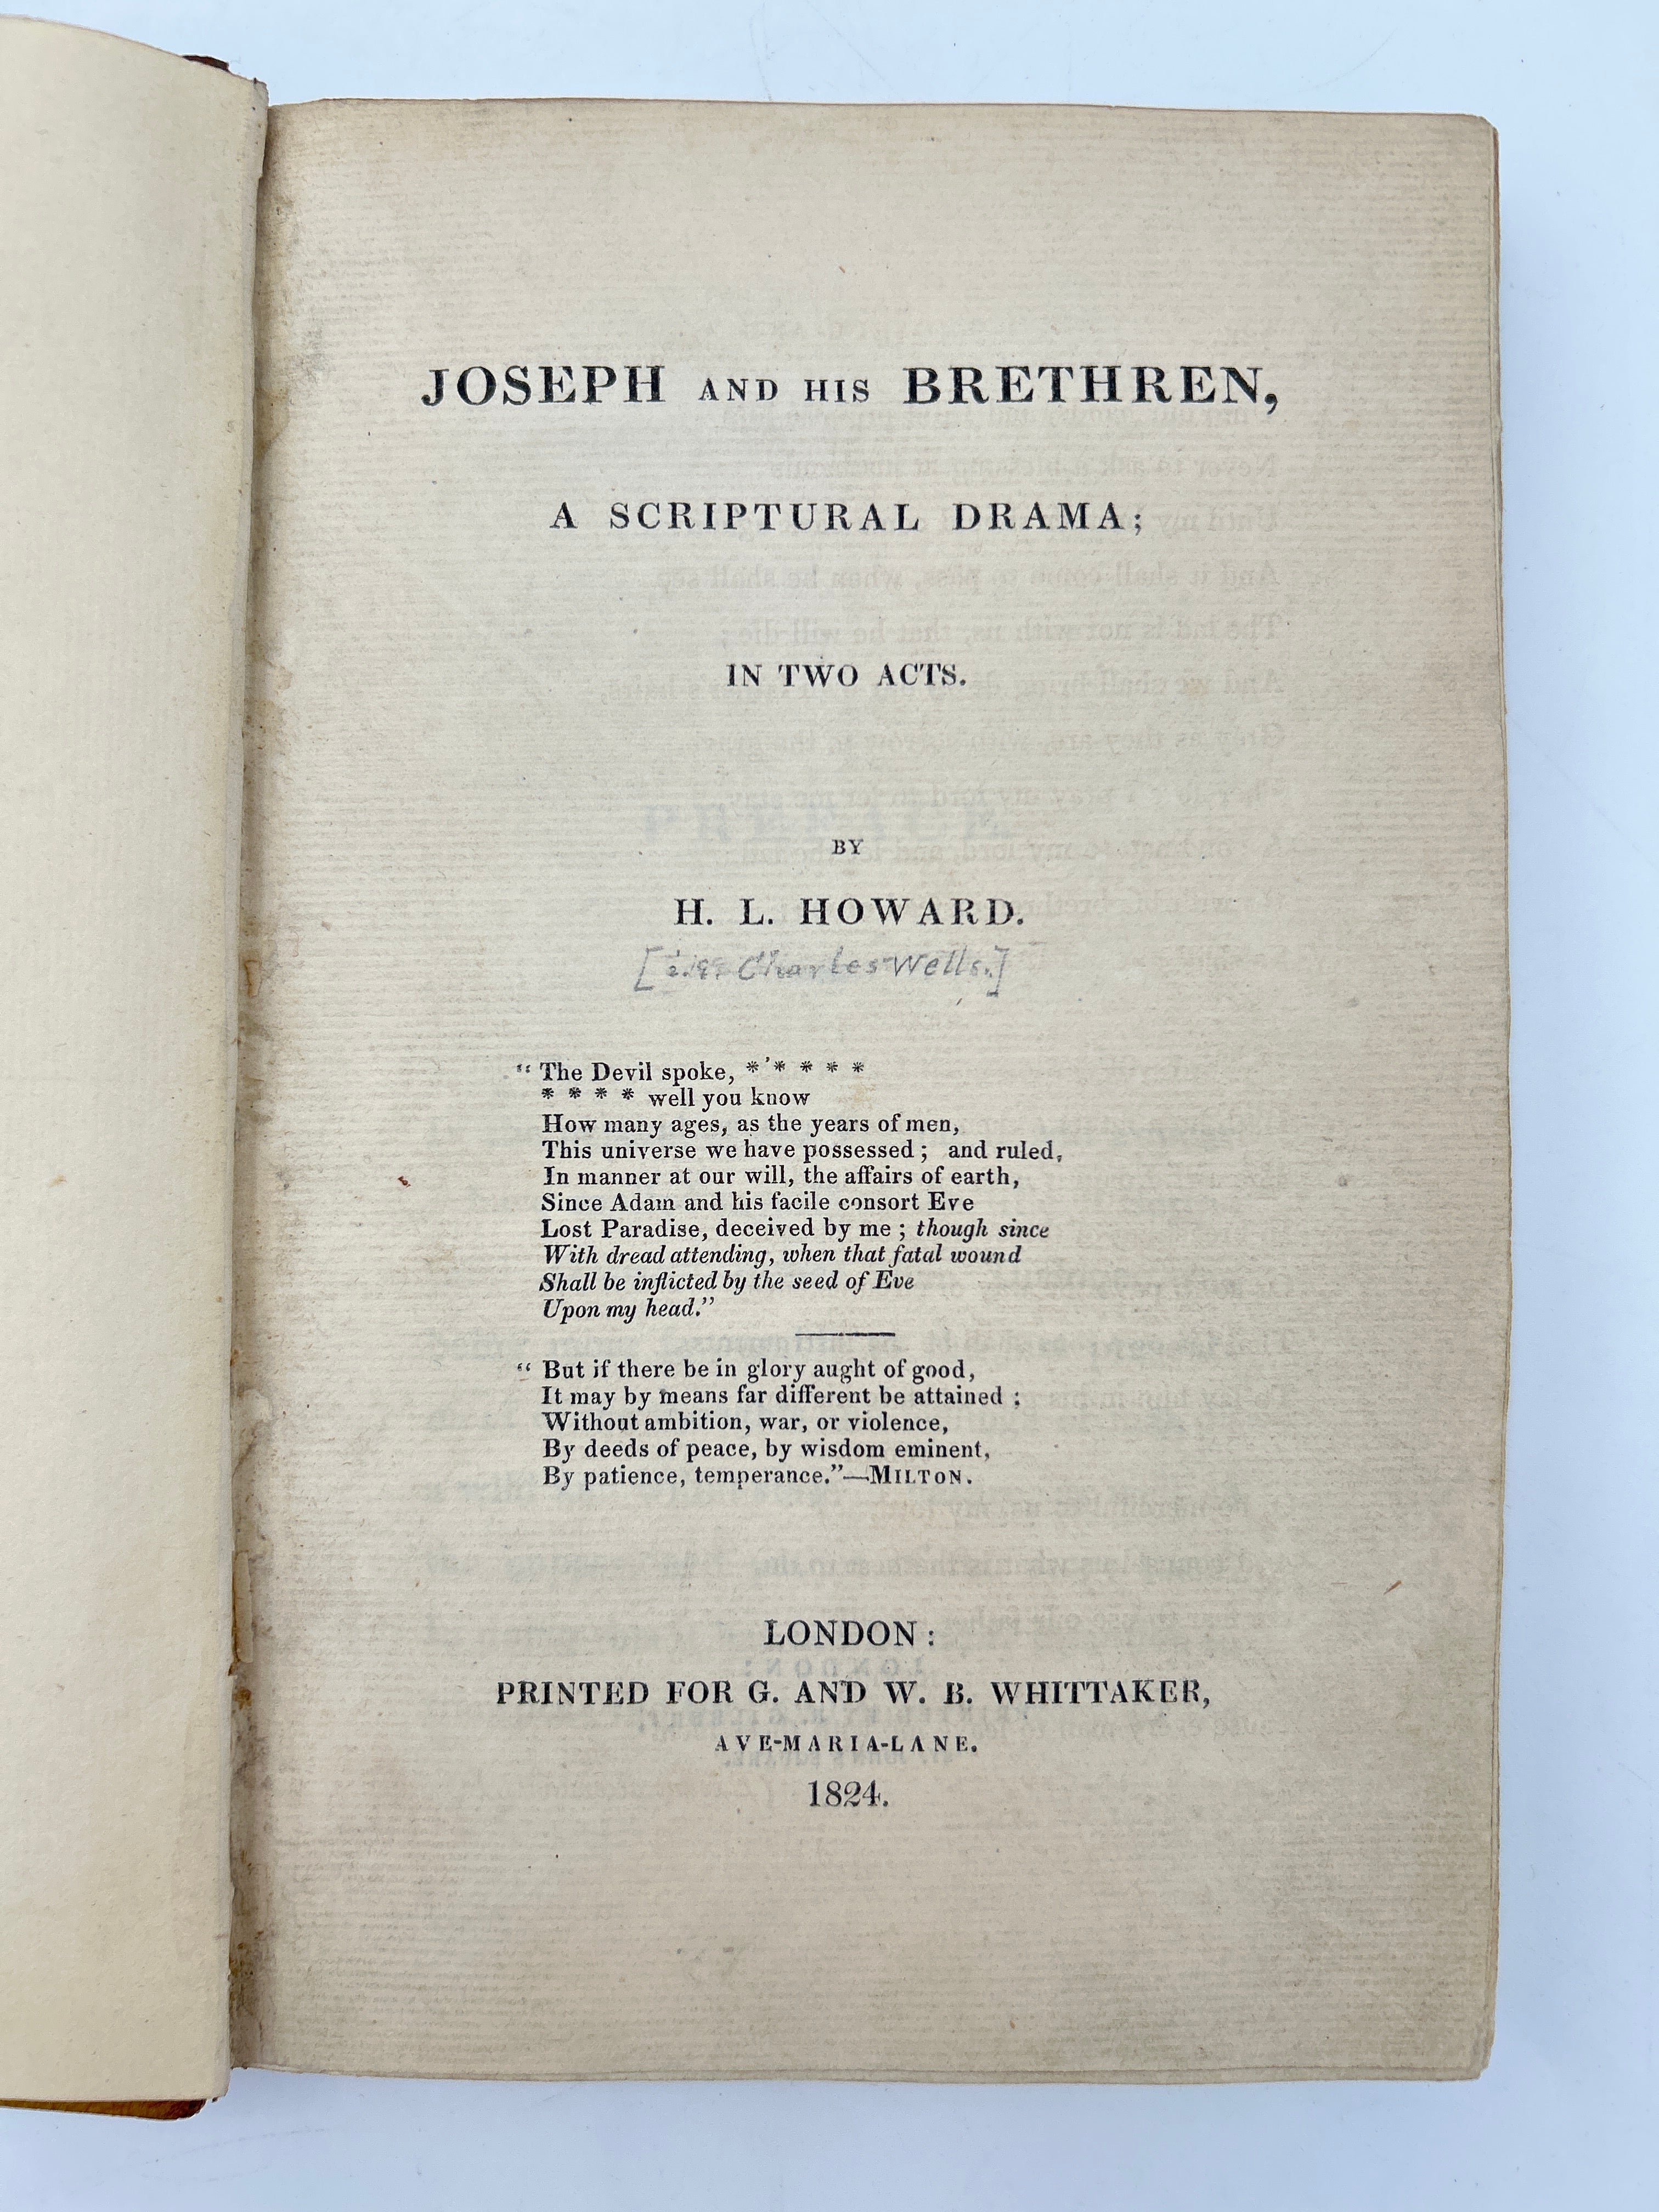 JOSEPH AND HIS BRETHREN,
A SCRIPTURAL DRAMA;
IN TWO ACTS.
BY
H. L. HOWARD.
[i.e. Charles Wells.]
“ The Devil spoke, * * * * *
* * * * well you know
How many ages, as the years of men,
This universe we have possessed ; and ruled,
In manner at our will, the affairs of earth,
Since Adam and his facile consort Eve
Lost Paradise, deceived by me ; though since
With dread attending, when that fatal wound
Shall be inflicted by the seed of Eve
Upon my head.”
“ But if there be in glory aught of good,
It may by means far different be attained ;
Without ambition, war, or violence,
By deeds of peace, by wisdom eminent,
By patience, temperance.”—MILTON.
LONDON :
PRINTED FOR G. AND W. B. WHITTAKER,
AVE-MARIA-LANE.
1824.